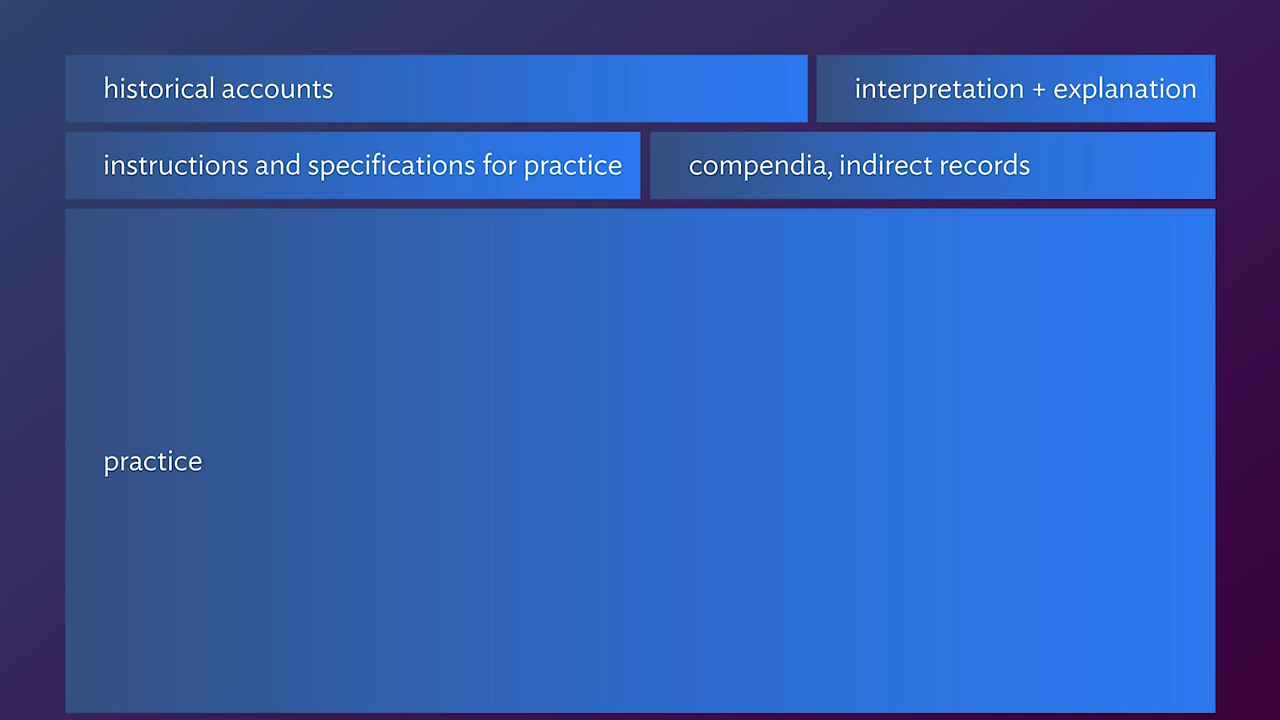 historical accounts
interpretation + explanation
instructions and specifications for practice
compendia, indirect records
practice